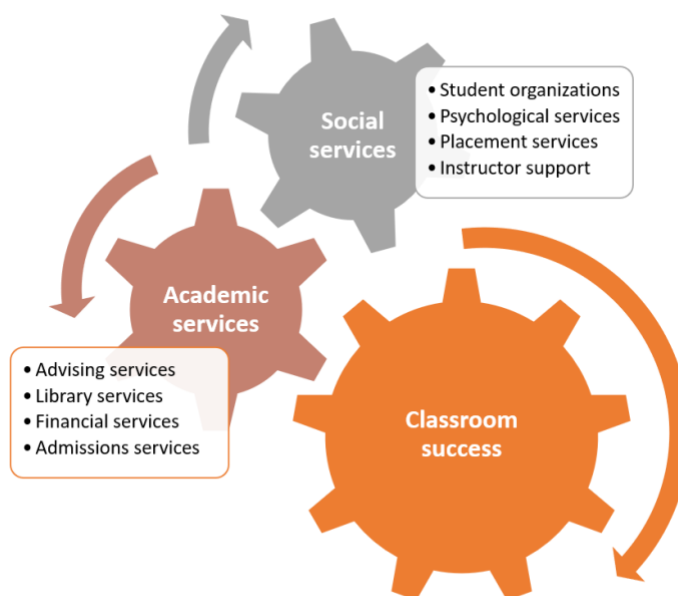 Social
services
• Student organizations
• Psychological services
• Placement services
• Instructor support
Academic
services
• Advising services
• Library services
• Financial services
• Admissions services
Classroom
success